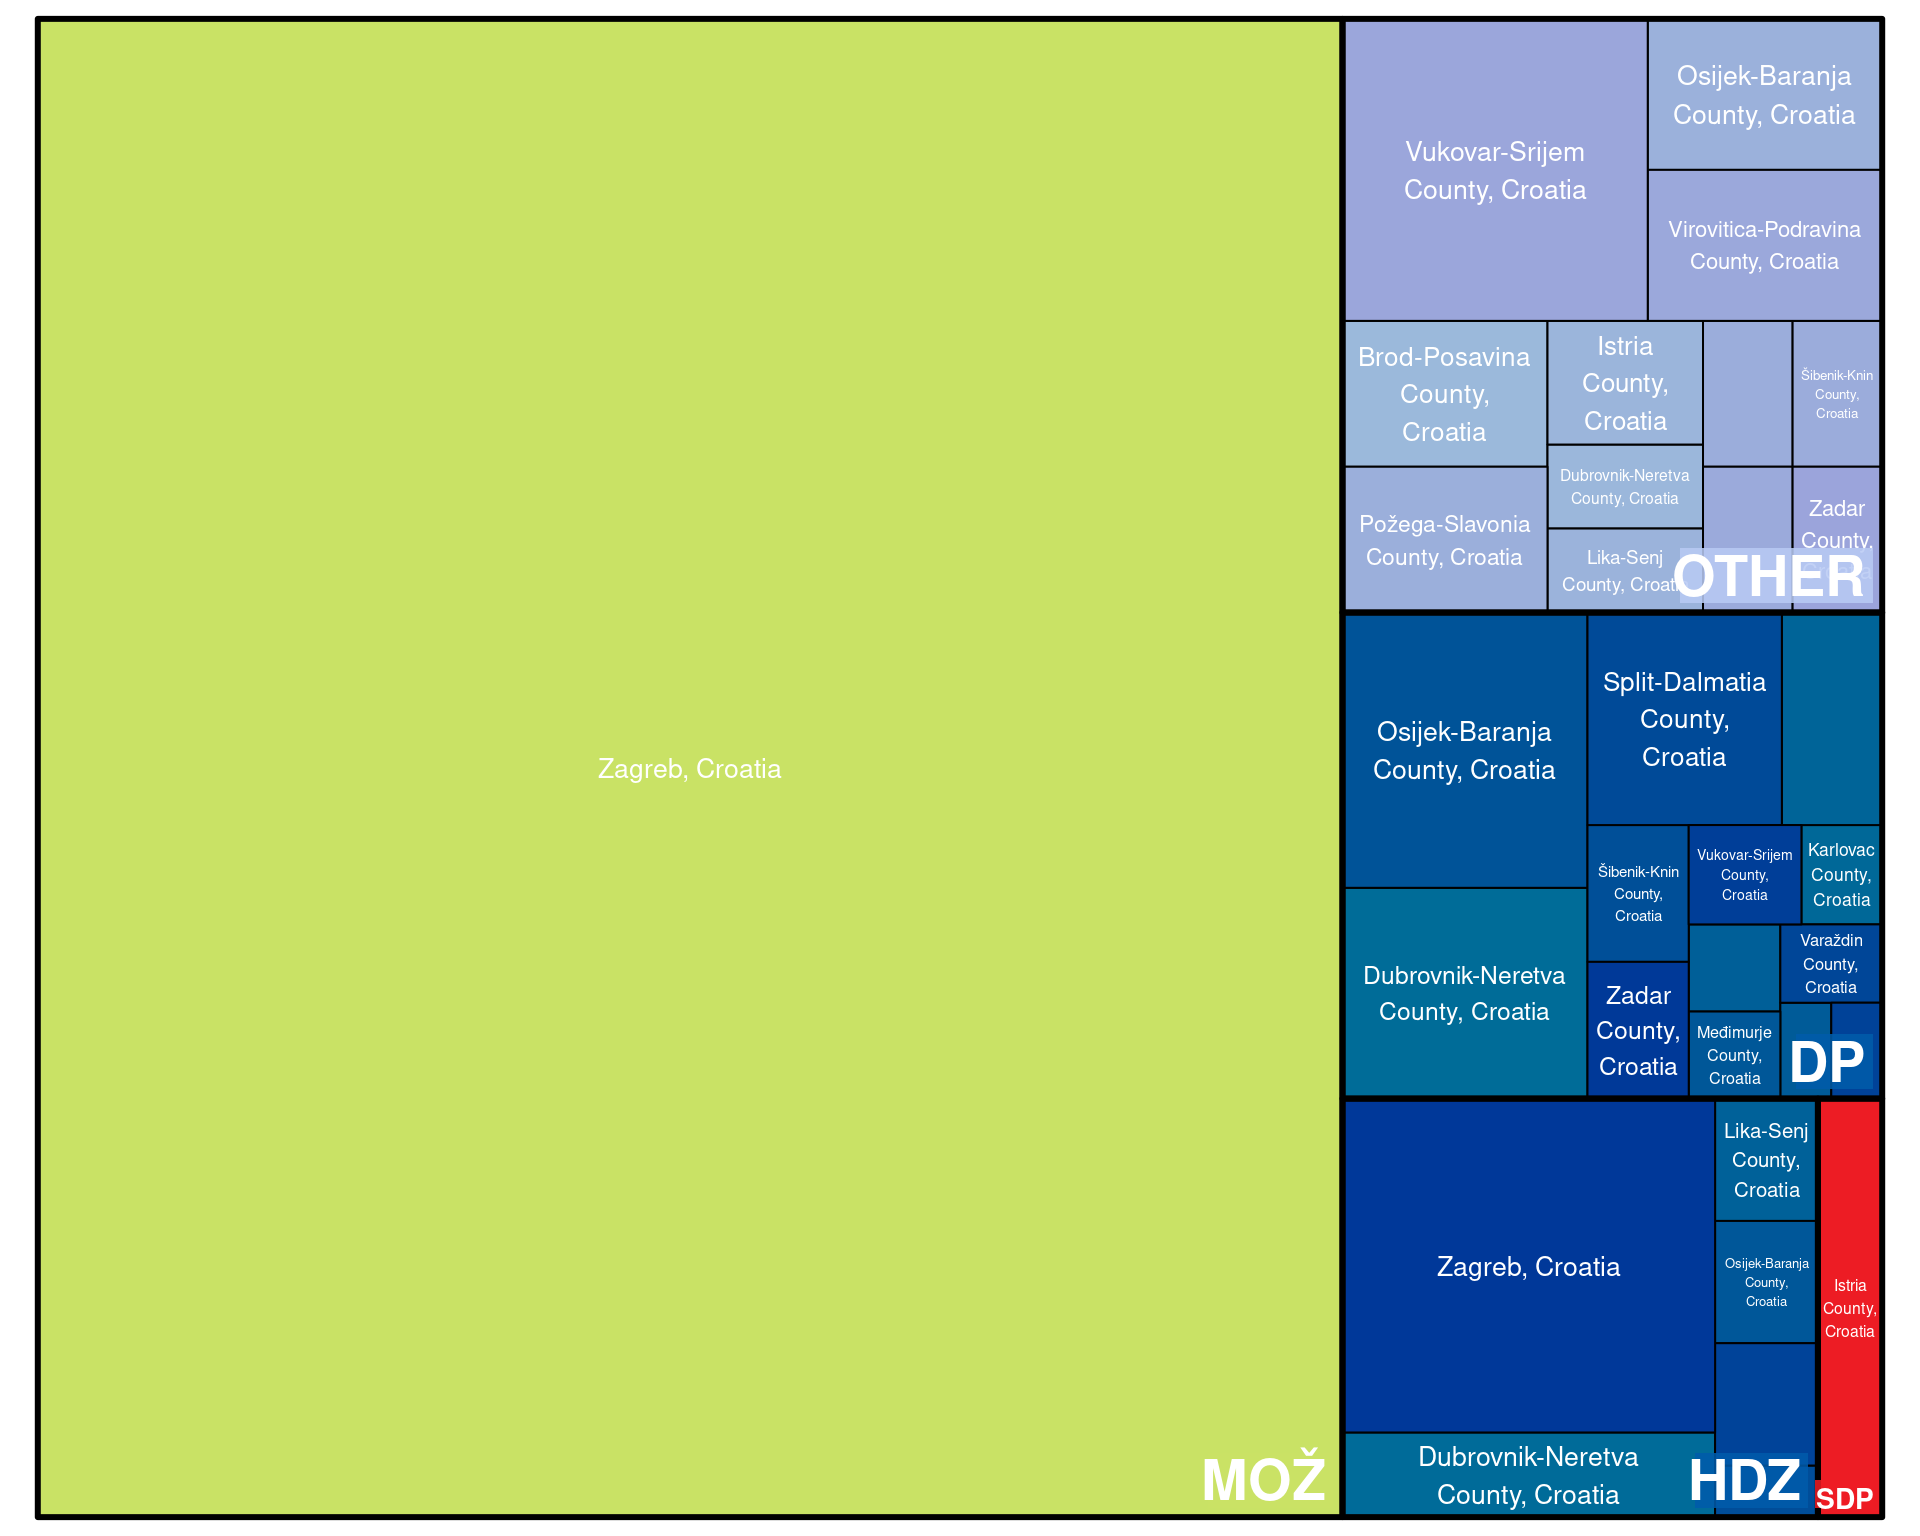 Zagreb, Croatia
MOŽ
Vukovar-Srijem
County, Croatia
Osijek-Baranja
County, Croatia
Virovitica-Podravina
County, Croatia
Brod-Posavina
County,
Croatia
Istria
County,
Croatia
Šibenik-Knin
County,
Croatia
Požega-Slavonia
County, Croatia
Dubrovnik-Neretva
County, Croatia
Lika-Senj
County, Croatia
Zadar
County,
Croatia
OTHER
Osijek-Baranja
County, Croatia
Split-Dalmatia
County,
Croatia
Dubrovnik-Neretva
County, Croatia
Šibenik-Knin
County,
Croatia
Vukovar-Srijem
County,
Croatia
Karlovac
County,
Croatia
Zadar
County,
Croatia
Varaždin
County,
Croatia
Međimurje
County,
Croatia
DP
Zagreb, Croatia
Lika-Senj
County,
Croatia
Osijek-Baranja
County,
Croatia
Dubrovnik-Neretva
County, Croatia
HDZ
Istria
County,
Croatia
SDP